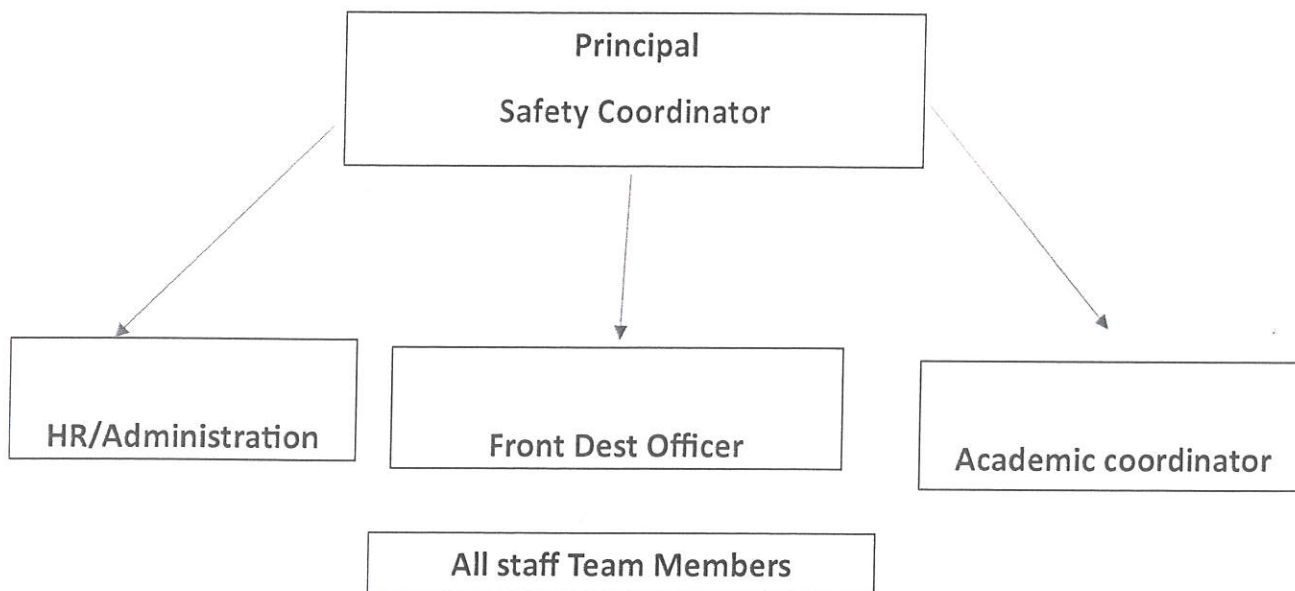 Principal
Safety Coordinator
HR/Administration
Front Dest Officer
Academic coordinator
All staff Team Members